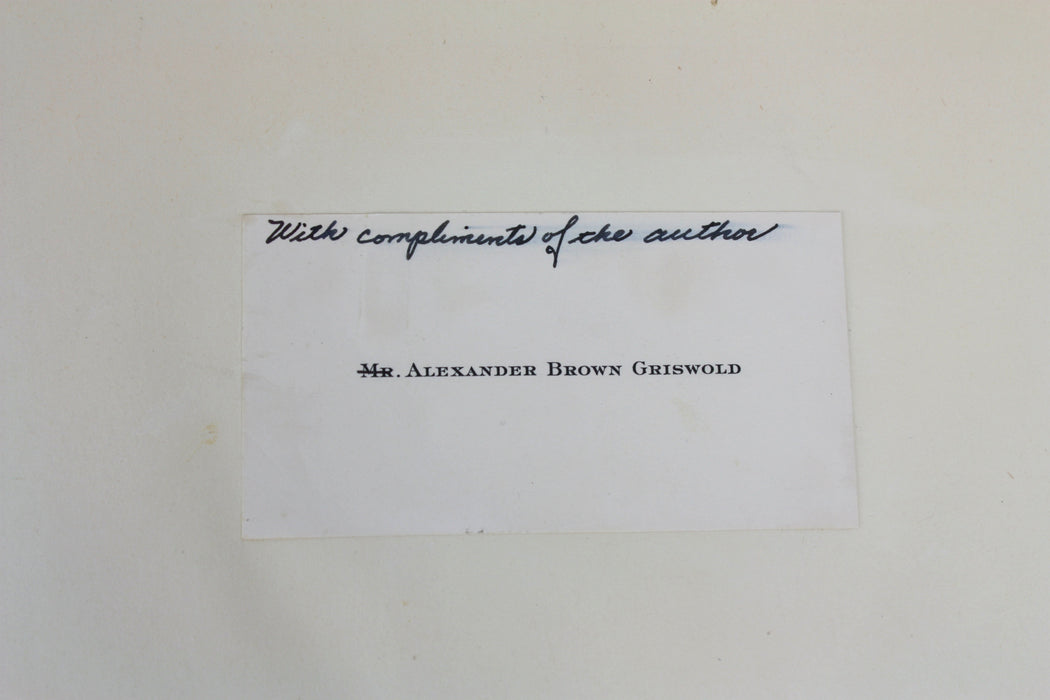 With compliments of the author
Mr. Alexander Brown Griswold